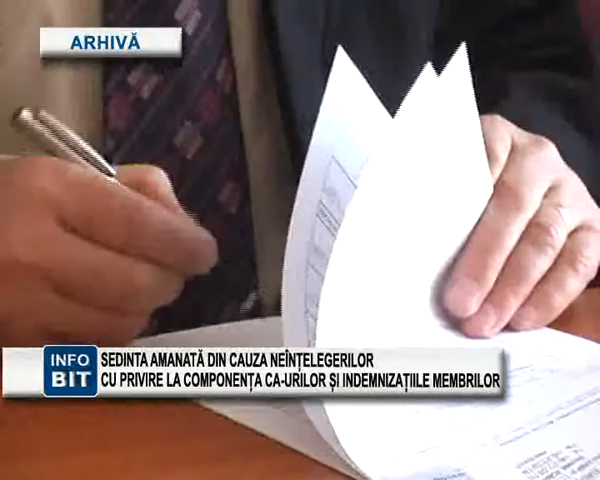 ARHIVĂ
INFO
BIT
SEDINTA AMANATĂ DIN CAUZA NEÎNȚELEGERILOR
CU PRIVIRE LA COMPONENȚA CA-URILOR ȘI INDEMNIZAȚIILE MEMBRILOR